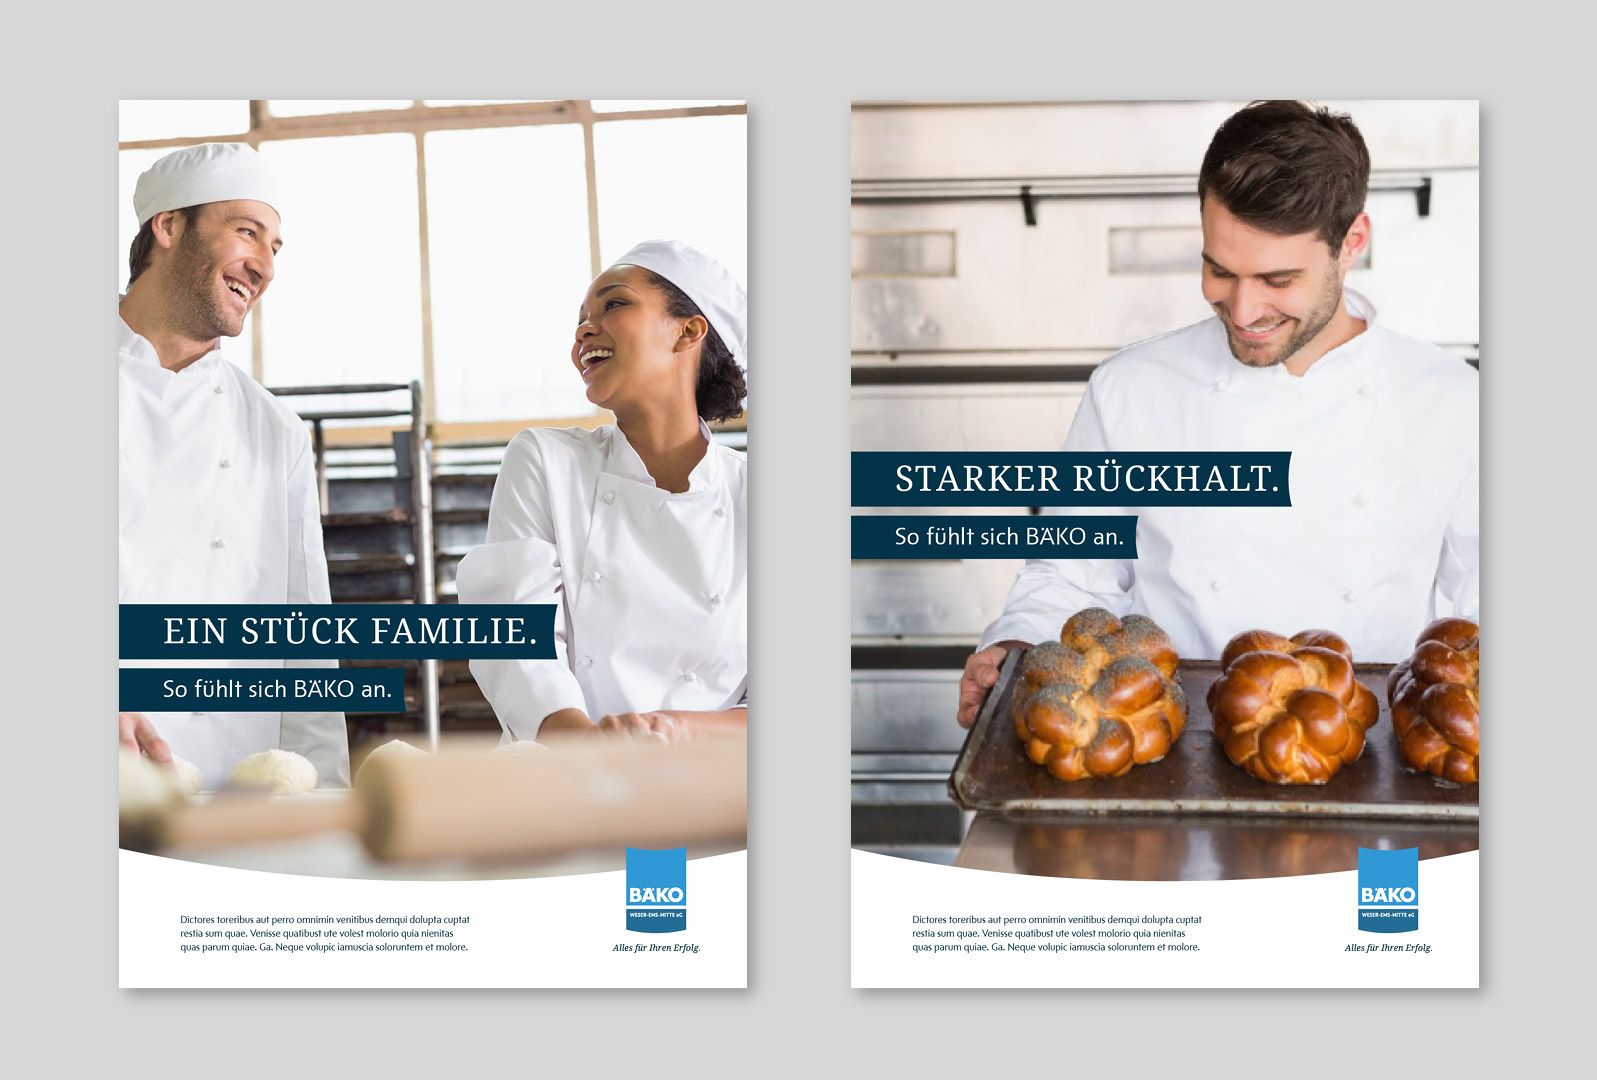 EIN STÜCK FAMILIE.
So fühlt sich BÄKO an.
Dictores toreribus aut perro omnimin venitibus demqui dolupta cuptat
restia sum quae. Venisse quatibust ute volest molorio quia nienitas
quas parum quiae. Ga. Neque volupic iamuscia soloruntem et molore.
BÄKO
WESER-EMS-MITTE eG
Alles für Ihren Erfolg.
STARKER RÜCKHALT.
So fühlt sich BÄKO an.
Dictores toreribus aut perro omnimin venitibus demqui dolupta cuptat
restia sum quae. Venisse quatibust ute volest molorio quia nienitas
quas parum quiae. Ga. Neque volupic iamuscia soloruntem et molore.
BÄKO
WESER-EMS-MITTE eG
Alles für Ihren Erfolg.